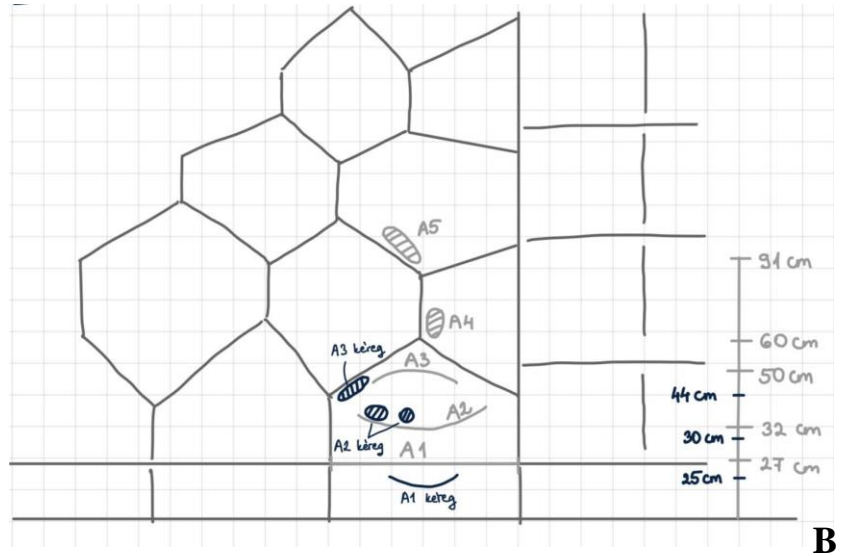 A5
91 cm
A4
60 cm
A3 kéreg
A3
50 cm
44 cm
A2
32 cm
30 cm
A2 kéreg
A1
27 cm
25 cm
A1 kéreg
B